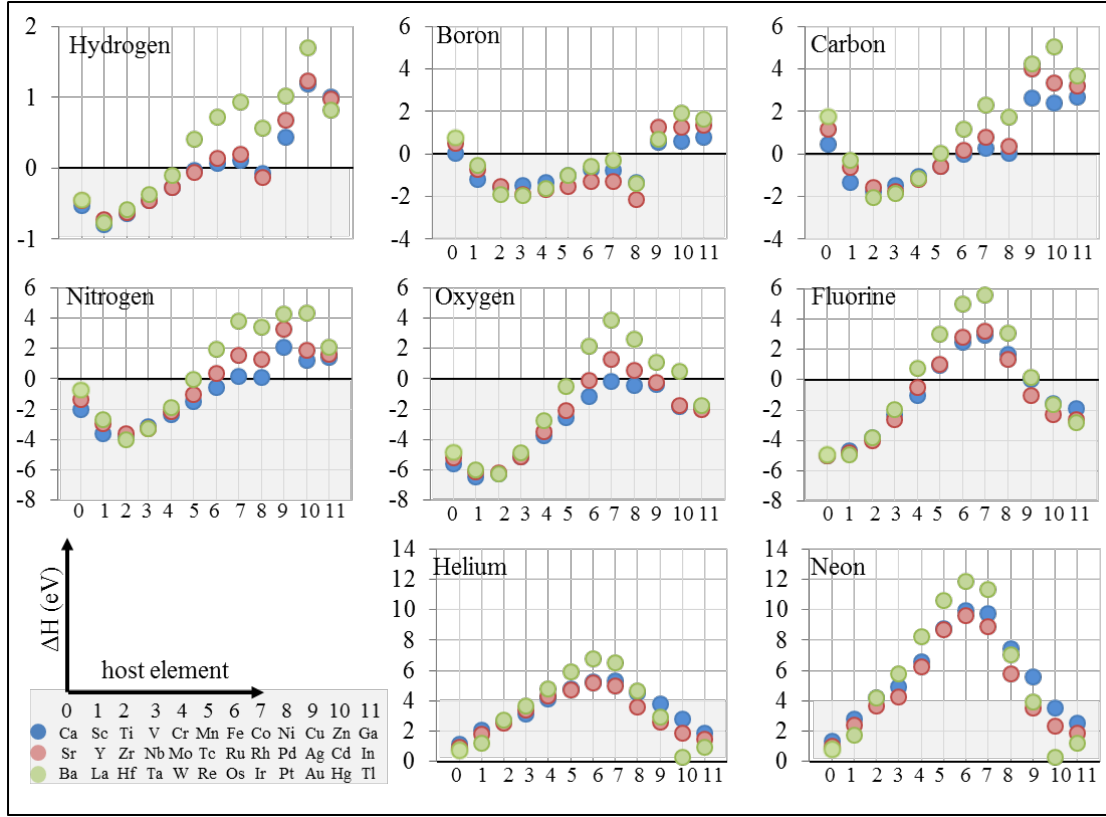 Hydrogen
2
1
0
-1
Boron
6
4
2
0
-2
-4
0 1 2 3 4 5 6 7 8 9 10 11
Carbon
6
4
2
0
-2
-4
0 1 2 3 4 5 6 7 8 9 10 11
Nitrogen
6
4
2
0
-2
-4
-6
-8
0 1 2 3 4 5 6 7 8 9 10 11
Oxygen
6
4
2
0
-2
-4
-6
-8
0 1 2 3 4 5 6 7 8 9 10 11
Fluorine
6
4
2
0
-2
-4
-6
-8
0 1 2 3 4 5 6 7 8 9 10 11
ΔH (eV)
host element
0 1 2 3 4 5 6 7 8 9 10 11
Ca Sc Ti V Cr Mn Fe Co Ni Cu Zn Ga
Sr Y Zr Nb Mo Tc Ru Rh Pd Ag Cd In
Ba La Hf Ta W Re Os Ir Pt Au Hg Tl
Helium
14
12
10
8
6
4
2
0
0 1 2 3 4 5 6 7 8 9 10 11
Neon
14
12
10
8
6
4
2
0
0 1 2 3 4 5 6 7 8 9 10 11